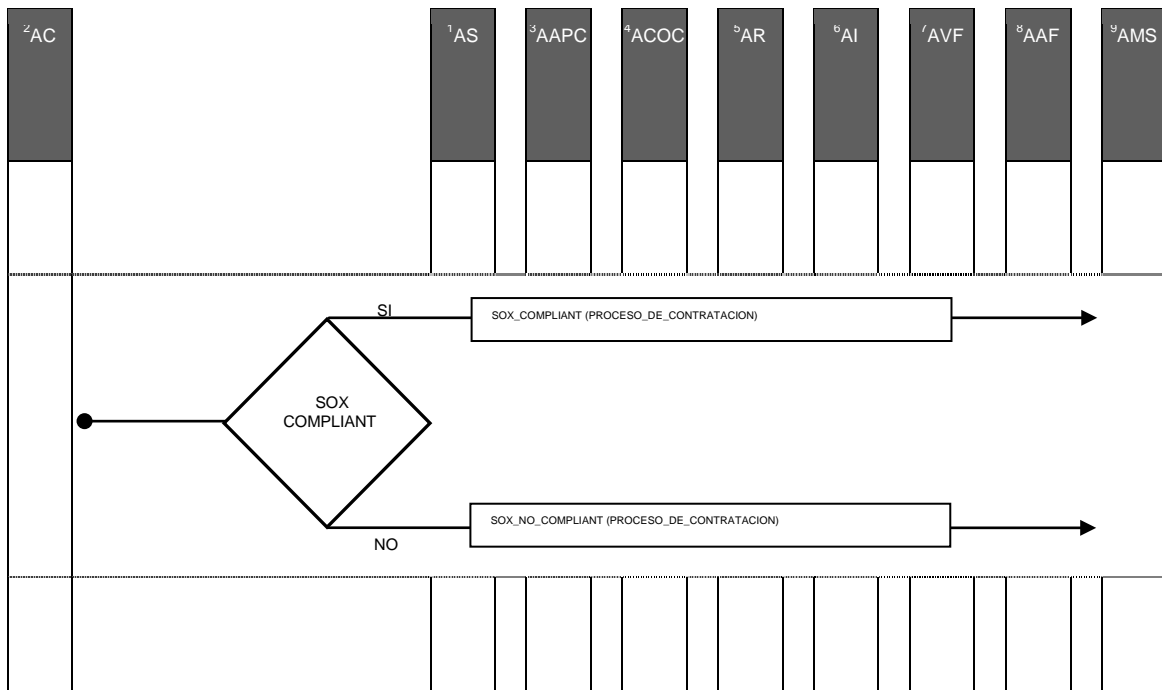 ²AC ¹AS ³AAPC ⁴ACOC ⁵AR ⁶AI ⁷AVF ⁸AAF ⁹AMS
SI
SOX_COMPLIANT (PROCESO_DE_CONTRATACION)
SOX
COMPLIANT
SOX_NO_COMPLIANT (PROCESO_DE_CONTRATACION)
NO